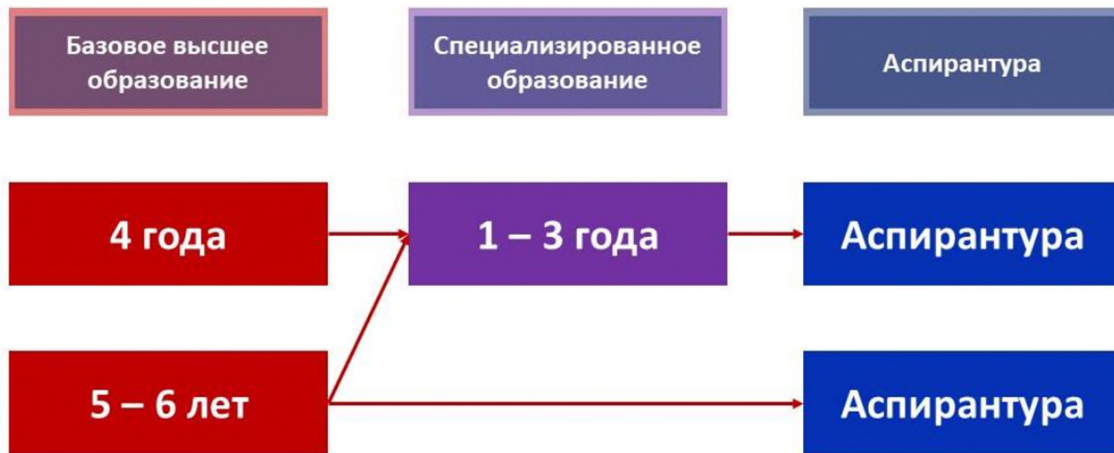 Базовое высшее
образование
Специализированное
образование
Аспирантура
4 года
1 – 3 года
Аспирантура
5 – 6 лет
Аспирантура